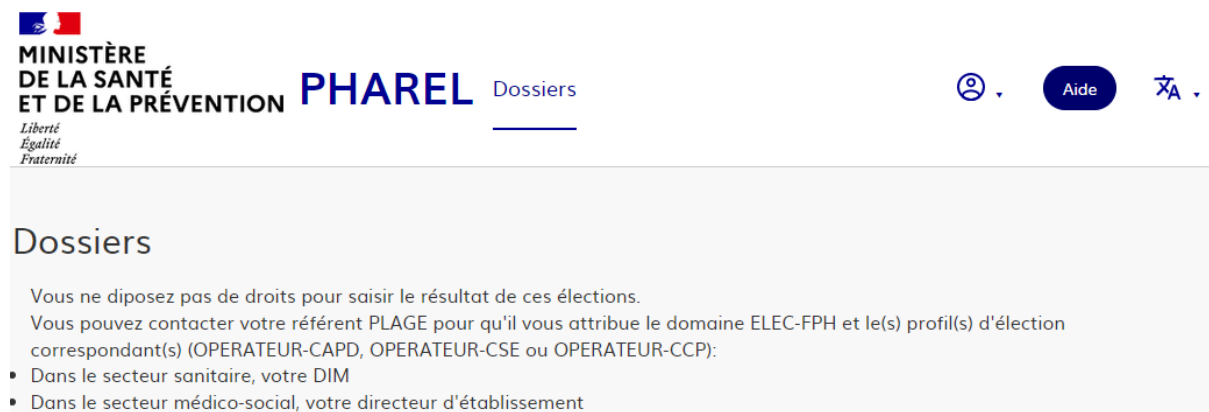 MINISTÈRE
DE LA SANTÉ
ET DE LA PRÉVENTION
Liberté
Égalité
Fraternité
PHAREL
Dossiers
Aide
Dossiers
Vous ne diposez pas de droits pour saisir le résultat de ces élections.
Vous pouvez contacter votre référent PLAGE pour qu'il vous attribue le domaine ELEC-FPH et le(s) profil(s) d'élection
correspondant(s) (OPERATEUR-CAPD, OPERATEUR-CSE ou OPERATEUR-CCP):
• Dans le secteur sanitaire, votre DIM
• Dans le secteur médico-social, votre directeur d'établissement